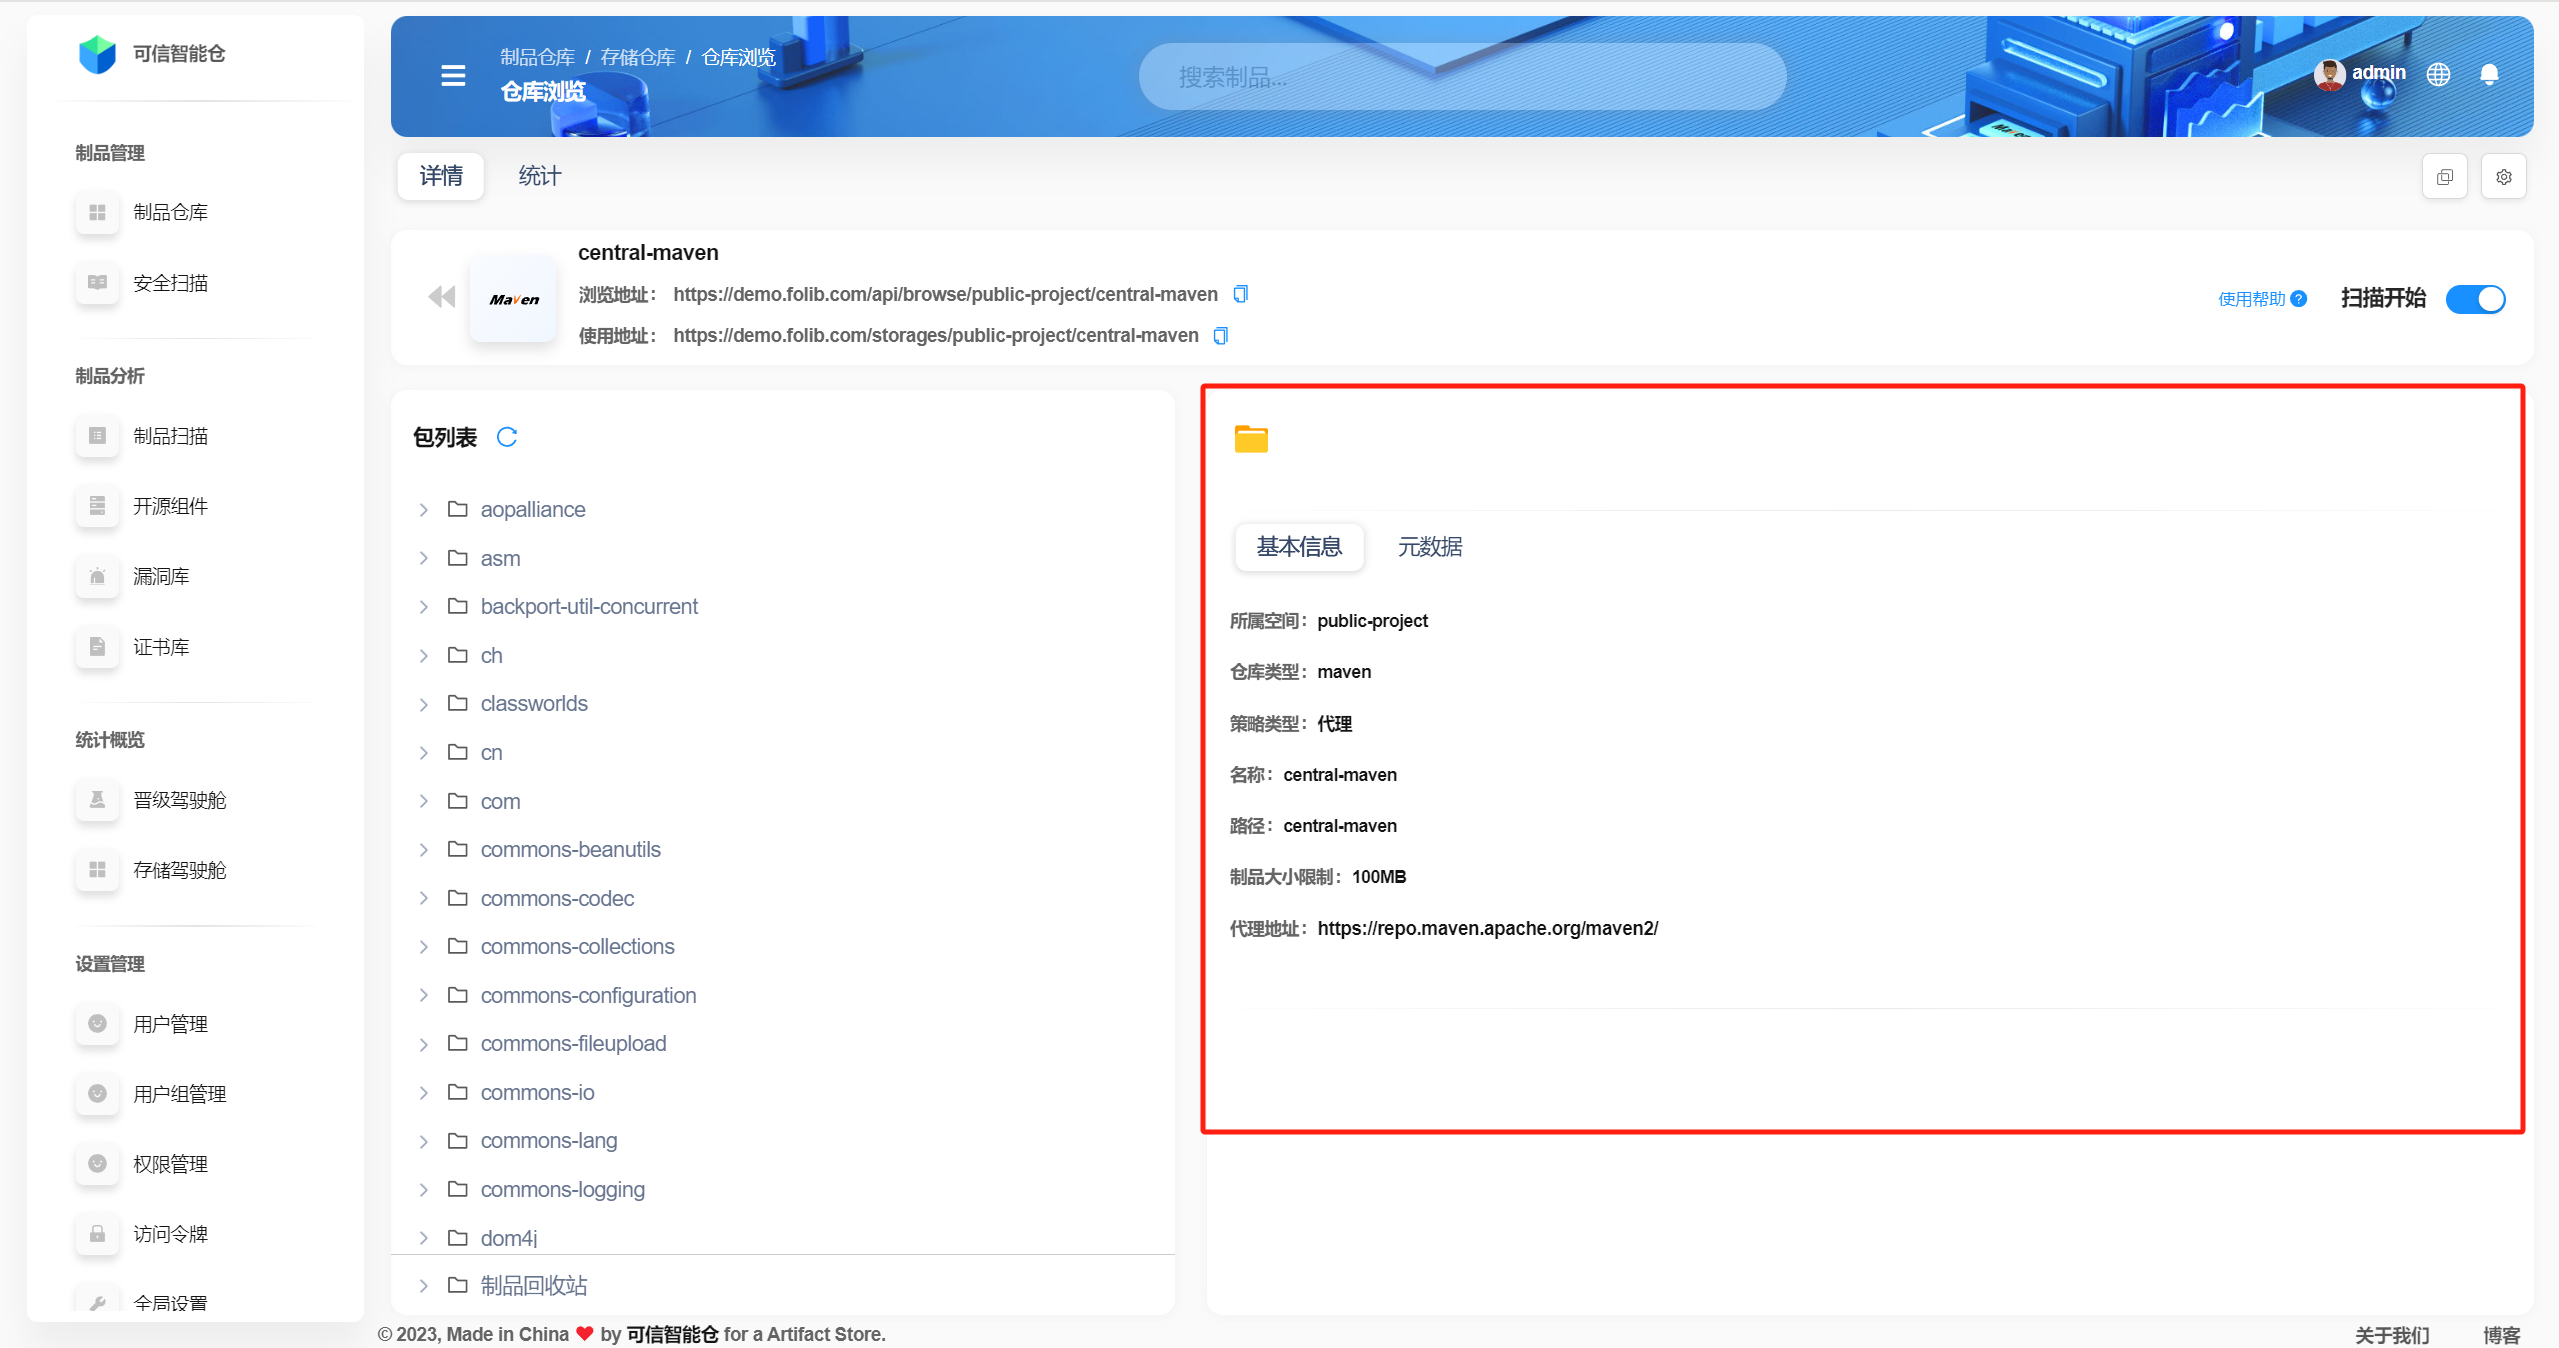 可信智能仓
制品管理
制品仓库
安全扫描
制品分析
制品扫描
开源组件
漏洞库
证书库
统计概览
晋级驾驶舱
存储驾驶舱
设置管理
用户管理
用户组管理
权限管理
访问令牌
全局设置
制品仓库 / 存储仓库 / 仓库浏览
仓库浏览
搜索制品...
admin
Maven
详情 统计
central-maven
Maven
浏览地址： https://demo.folib.com/api/browse/public-project/central-maven
使用地址： https://demo.folib.com/storages/public-project/central-maven
使用帮助 ? 扫描开始
包列表
aopalliance
asm
backport-util-concurrent
ch
classworlds
cn
com
commons-beanutils
commons-codec
commons-collections
commons-configuration
commons-fileupload
commons-io
commons-lang
commons-logging
dom4j
制品回收站
基本信息 元数据
所属空间： public-project
仓库类型： maven
策略类型： 代理
名称： central-maven
路径： central-maven
制品大小限制： 100MB
代理地址： https://repo.maven.apache.org/maven2/
© 2023, Made in China ❤ by 可信智能仓 for a Artifact Store.
关于我们 博客